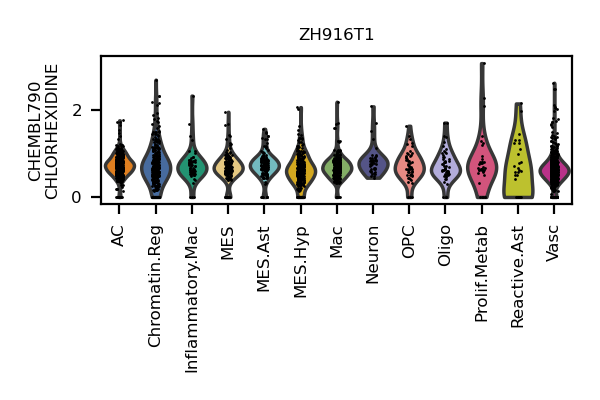 ZH916T1
CHEMBL790
CHLORHEXIDINE
2
0
AC
Chromatin.Reg
Inflammatory.Mac
MES
MES.Ast
MES.Hyp
Mac
Neuron
OPC
Oligo
Prolif.Metab
Reactive.Ast
Vasc